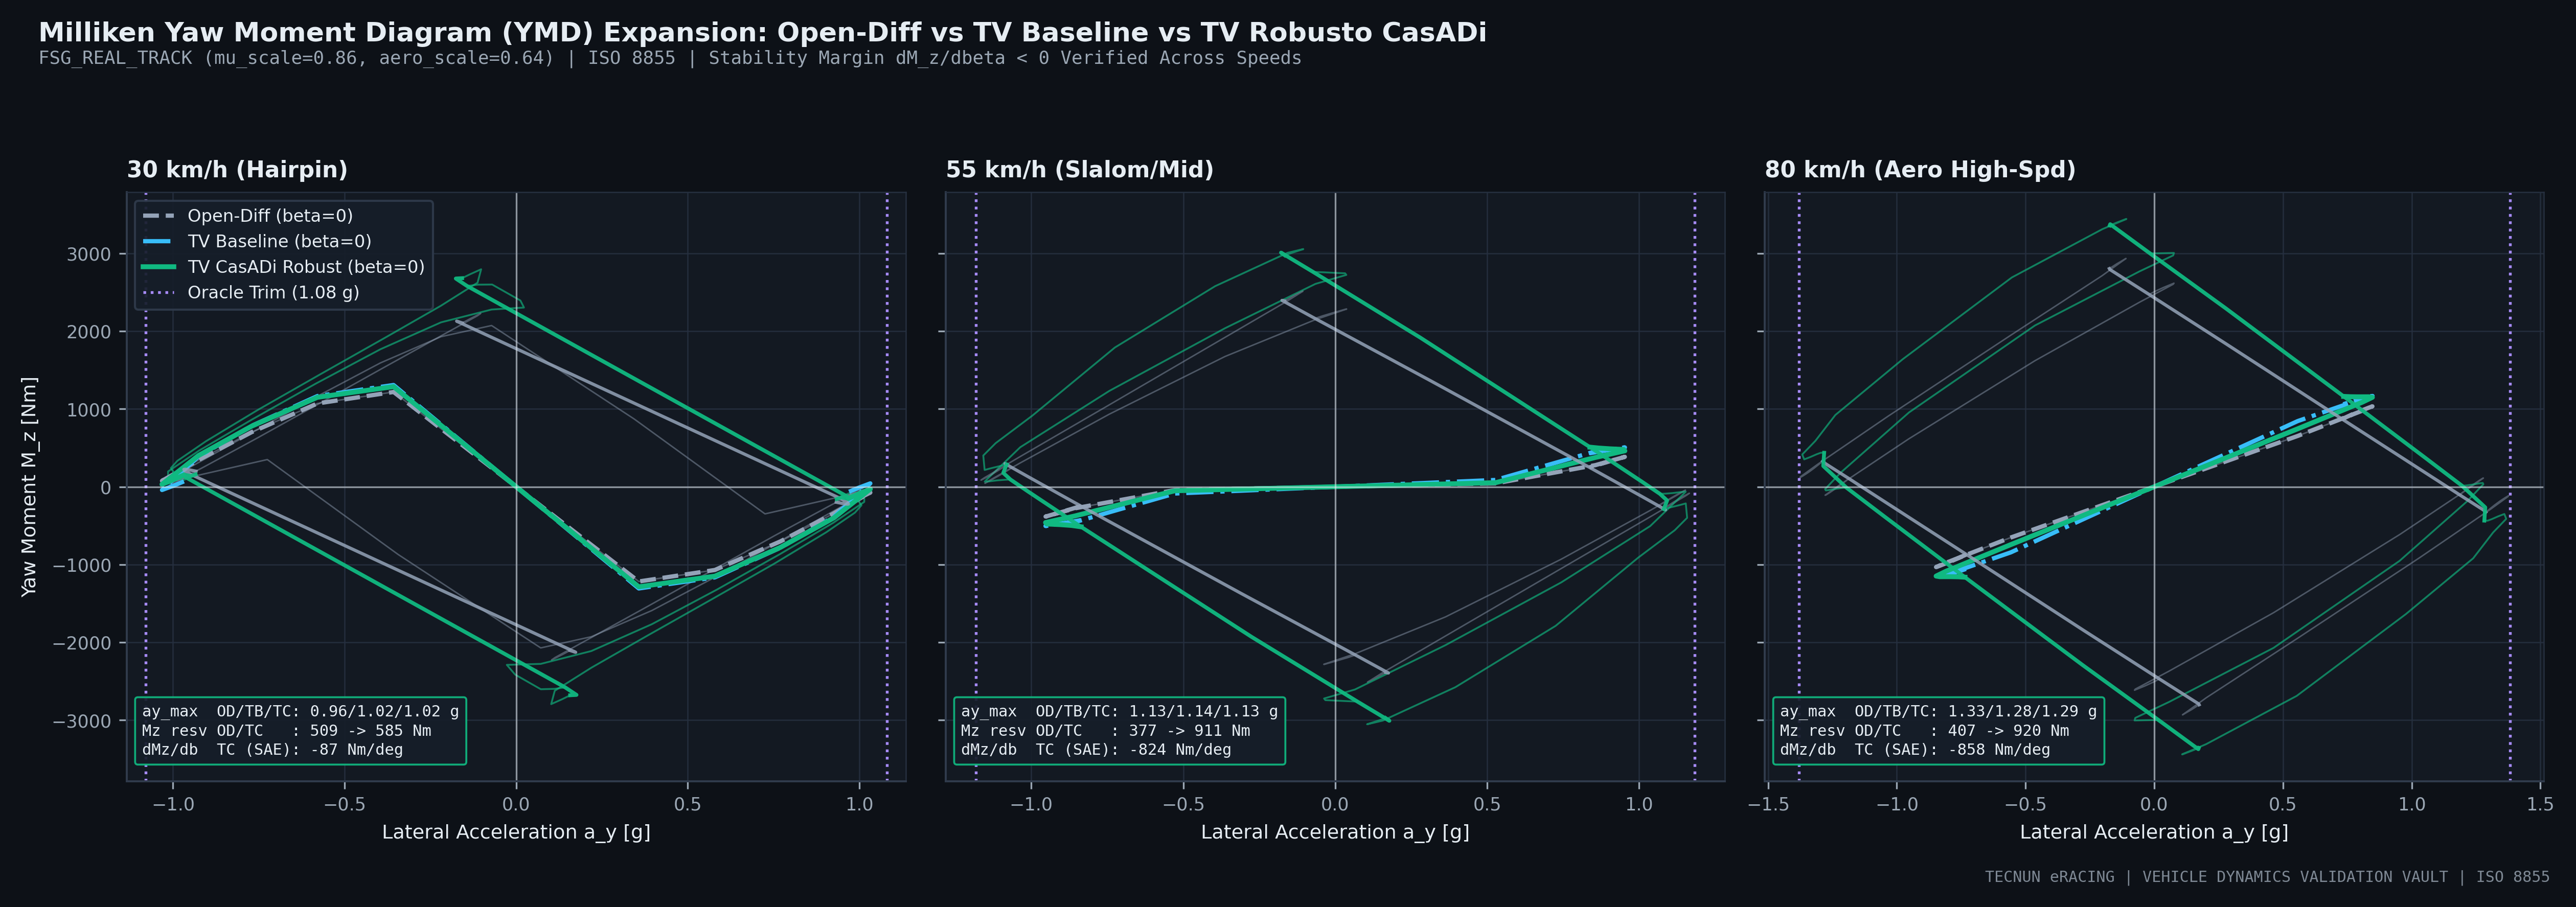 Milliken Yaw Moment Diagram (YMD) Expansion: Open-Diff vs TV Baseline vs TV Robusto CasADi
FSG_REAL_TRACK (mu_scale=0.86, aero_scale=0.64) | ISO 8855 | Stability Margin dM_z/dbeta < 0 Verified Across Speeds
30 km/h (Hairpin)
Open-Diff (beta=0)
TV Baseline (beta=0)
TV CasADi Robust (beta=0)
Oracle Trim (1.08 g)
3000
2000
1000
0
−1000
−2000
−3000
Yaw Moment M_z [Nm]
ay_max OD/TB/TC: 0.96/1.02/1.02 g
Mz resv OD/TC : 509 -> 585 Nm
dMz/db TC (SAE): -87 Nm/deg
−1.0 −0.5 0.0 0.5 1.0
Lateral Acceleration a_y [g]
55 km/h (Slalom/Mid)
ay_max OD/TB/TC: 1.13/1.14/1.13 g
Mz resv OD/TC : 377 -> 911 Nm
dMz/db TC (SAE): -824 Nm/deg
−1.0 −0.5 0.0 0.5 1.0
Lateral Acceleration a_y [g]
80 km/h (Aero High-Spd)
ay_max OD/TB/TC: 1.33/1.28/1.29 g
Mz resv OD/TC : 407 -> 920 Nm
dMz/db TC (SAE): -858 Nm/deg
−1.5 −1.0 −0.5 0.0 0.5 1.0 1.5
Lateral Acceleration a_y [g]
TECNUN eRACING | VEHICLE DYNAMICS VALIDATION VAULT | ISO 8855